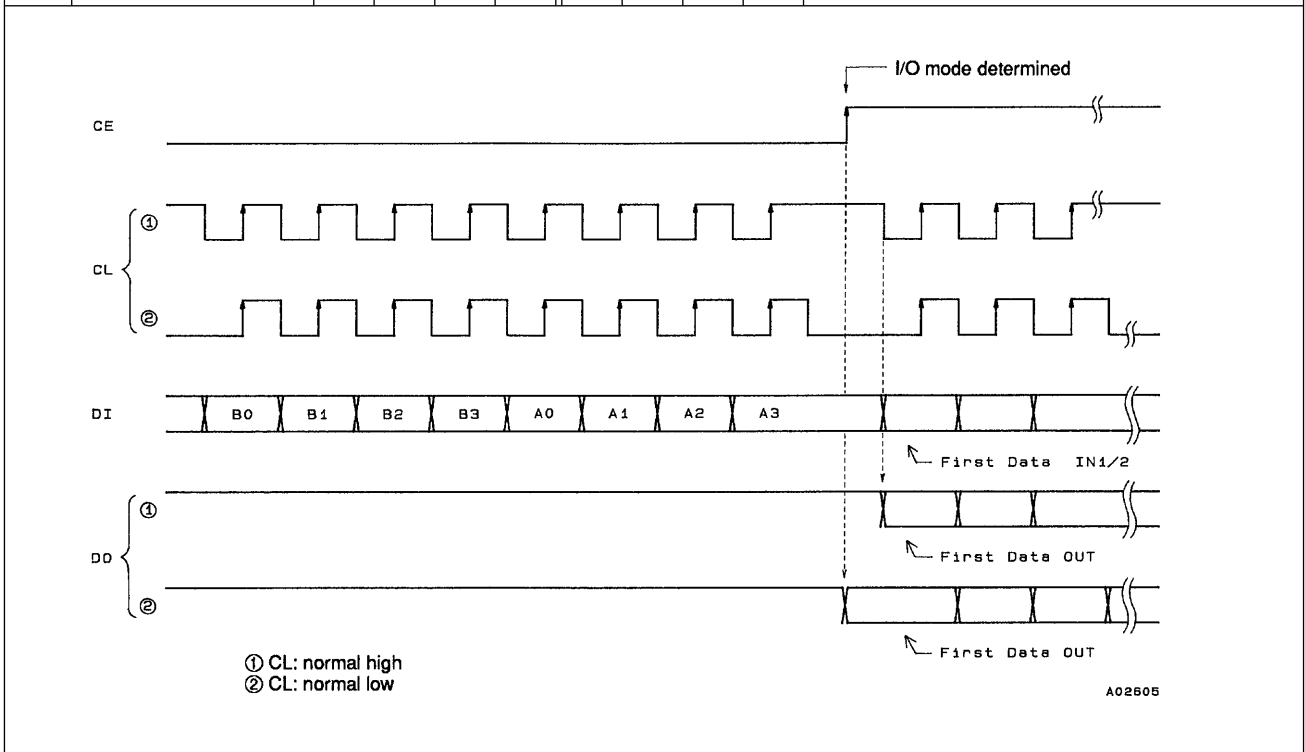 I/O mode determined
CE
①
CL
②
DI B0 B1 B2 B3 A0 A1 A2 A3
First Data IN1/2
①
First Data OUT
DO
②
First Data OUT
① CL: normal high
② CL: normal low
A02605